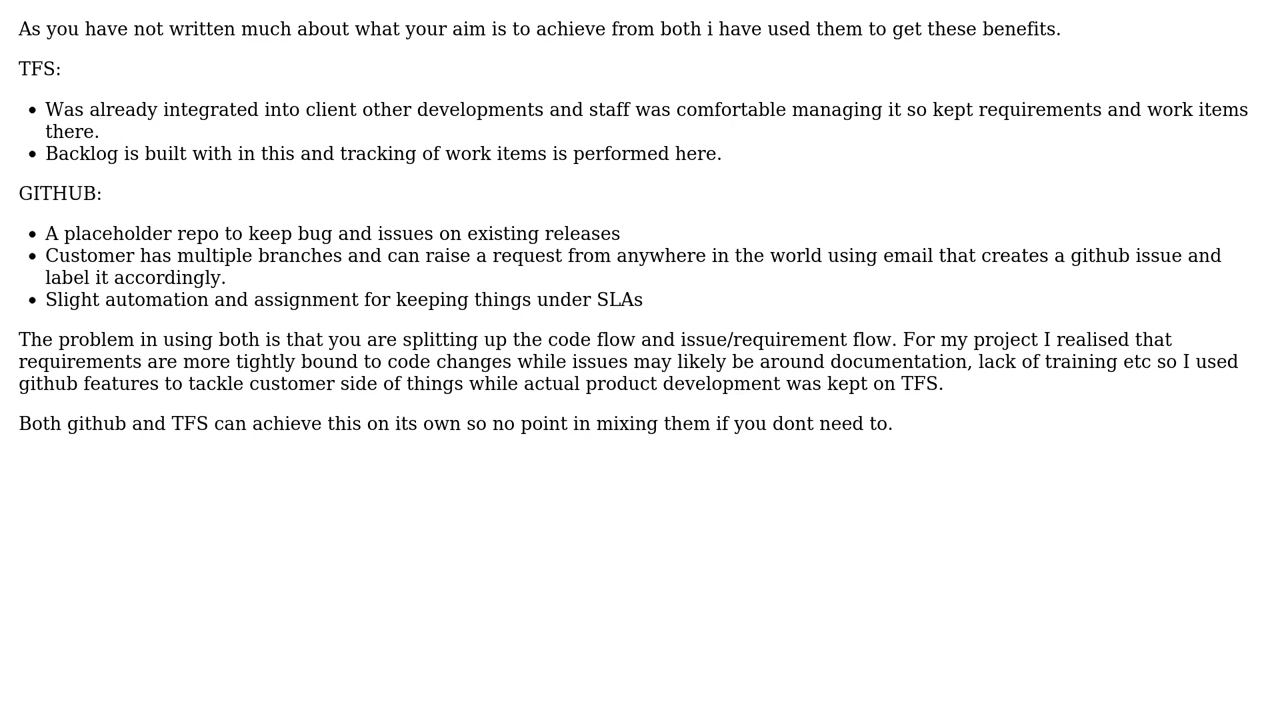 As you have not written much about what your aim is to achieve from both i have used them to get these benefits.
TFS:
• Was already integrated into client other developments and staff was comfortable managing it so kept requirements and work items
there.
• Backlog is built with in this and tracking of work items is performed here.
GITHUB:
• A placeholder repo to keep bug and issues on existing releases
• Customer has multiple branches and can raise a request from anywhere in the world using email that creates a github issue and
label it accordingly.
• Slight automation and assignment for keeping things under SLAs
The problem in using both is that you are splitting up the code flow and issue/requirement flow. For my project I realised that
requirements are more tightly bound to code changes while issues may likely be around documentation, lack of training etc so I used
github features to tackle customer side of things while actual product development was kept on TFS.
Both github and TFS can achieve this on its own so no point in mixing them if you dont need to.